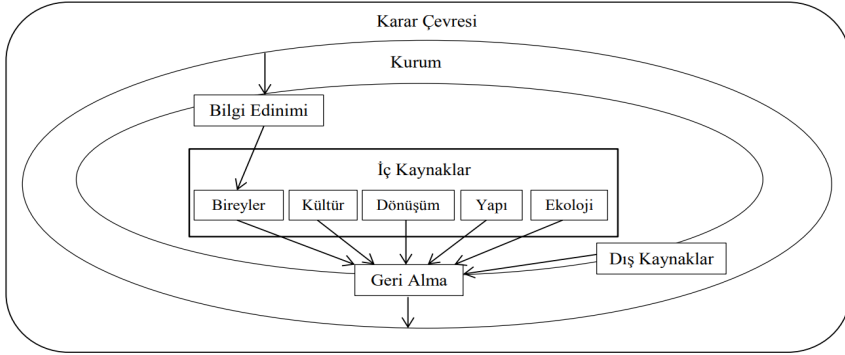 Karar Çevresi
Kurum
Bilgi Edinimi
İç Kaynaklar
Bireyler
Kültür
Dönüşüm
Yapı
Ekoloji
Dış Kaynaklar
Geri Alma